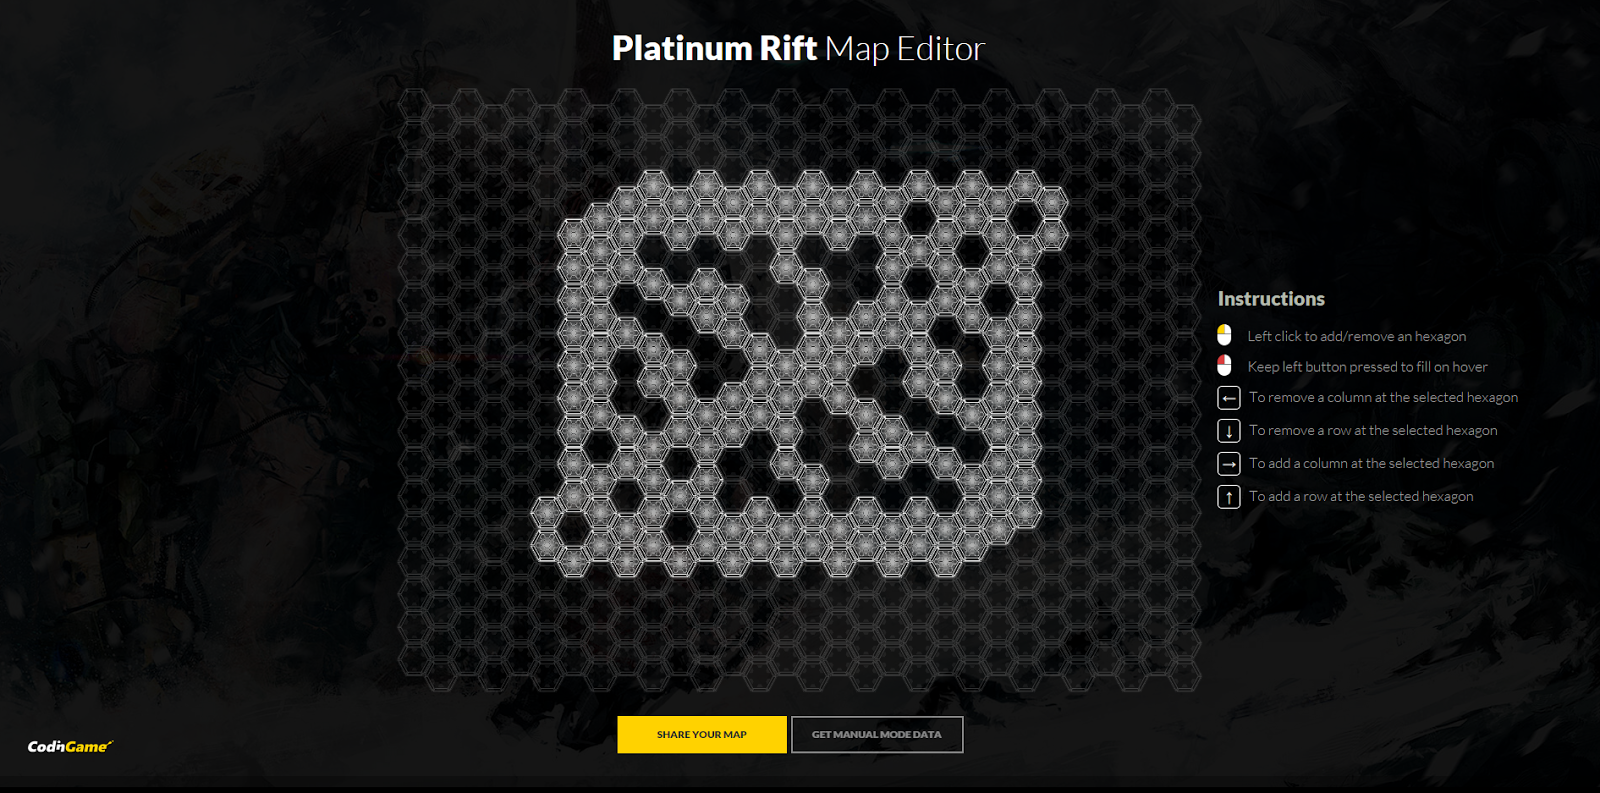 Platinum Rift Map Editor
Instructions
Left click to add/remove an hexagon
Keep left button pressed to fill on hover
← To remove a column at the selected hexagon
↓ To remove a row at the selected hexagon
→ To add a column at the selected hexagon
↑ To add a row at the selected hexagon
SHARE YOUR MAP
GET MANUAL MODE DATA
CodinGame